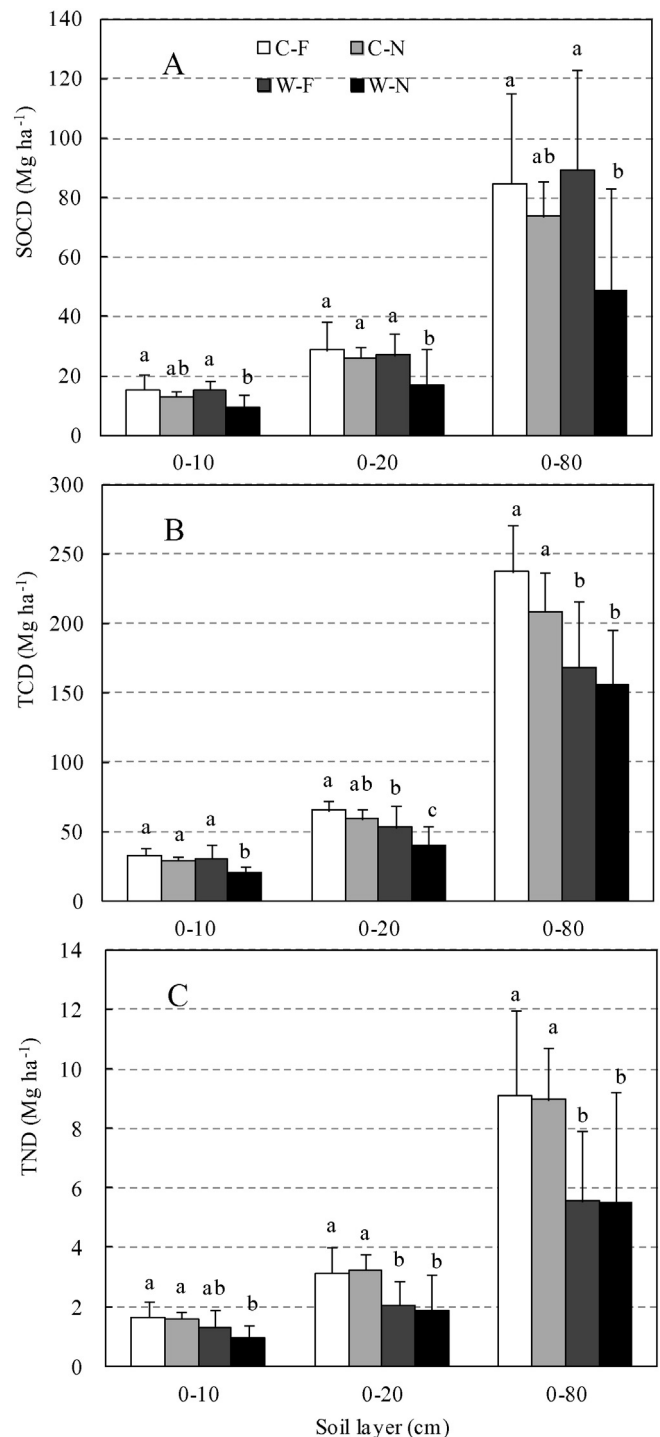 140
120
100
80
60
40
20
0
SOCD (Mg ha⁻¹)
A
C-F C-N
W-F W-N
a ab a b
a a a b
a ab a b
0-10 0-20 0-80
300
250
200
150
100
50
0
TCD (Mg ha⁻¹)
B
a a a b
a ab b c
a a b b
0-10 0-20 0-80
14
12
10
8
6
4
2
0
TND (Mg ha⁻¹)
C
a a ab b
a a b b
a a b b
0-10 0-20 0-80
Soil layer (cm)